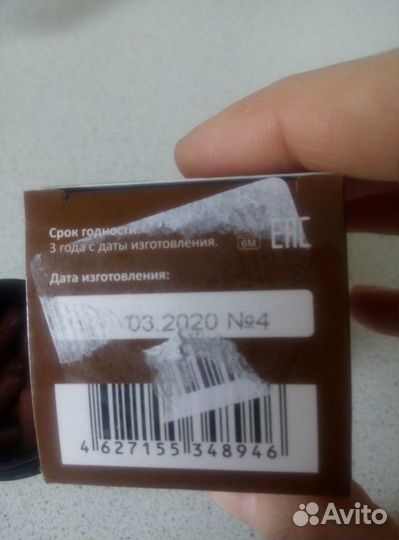 Срок годности:
3 года с даты изготовления.
6M
EAC
Дата изготовления:
03.2020 №4
4 627155 348946
Avito